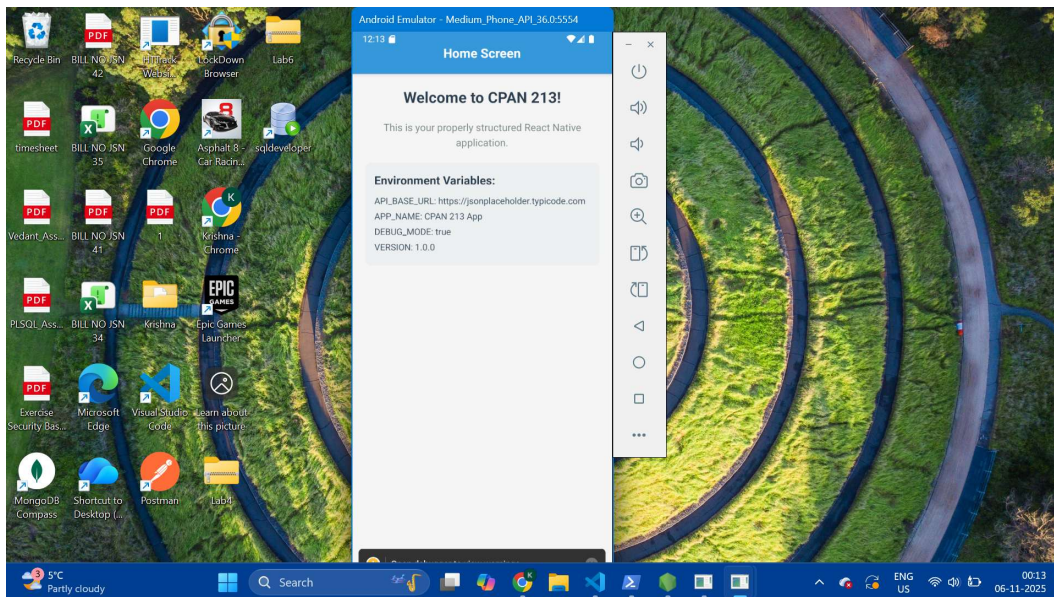 Recycle Bin
PDF
BILL NO JSN
42
HTTrack
Websi...
LockDown
Browser
Lab6
PDF
timesheet
BILL NO JSN
35
Google
Chrome
8
Asphalt 8 -
Car Racin...
sqldeveloper
PDF
Vedant_Ass...
PDF
BILL NO JSN
41
PDF
1
K
Krishna -
Chrome
PDF
PLSQL_Ass...
BILL NO JSN
34
Krishna
EPIC
GAMES
Epic Games
Launcher
PDF
Exercise
Security Bas...
Microsoft
Edge
Visual Studio
Code
Learn about
this picture
MongoDB
Compass
Shortcut to
Desktop (...
Postman
Lab4
Android Emulator - Medium_Phone_API_36.0:5554
12:13
Home Screen
Welcome to CPAN 213!
This is your properly structured React Native
application.
Environment Variables:
API_BASE_URL: https://jsonplaceholder.typicode.com
APP_NAME: CPAN 213 App
DEBUG_MODE: true
VERSION: 1.0.0
3
5°C
Partly cloudy
Search
K
ENG
US
00:13
06-11-2025